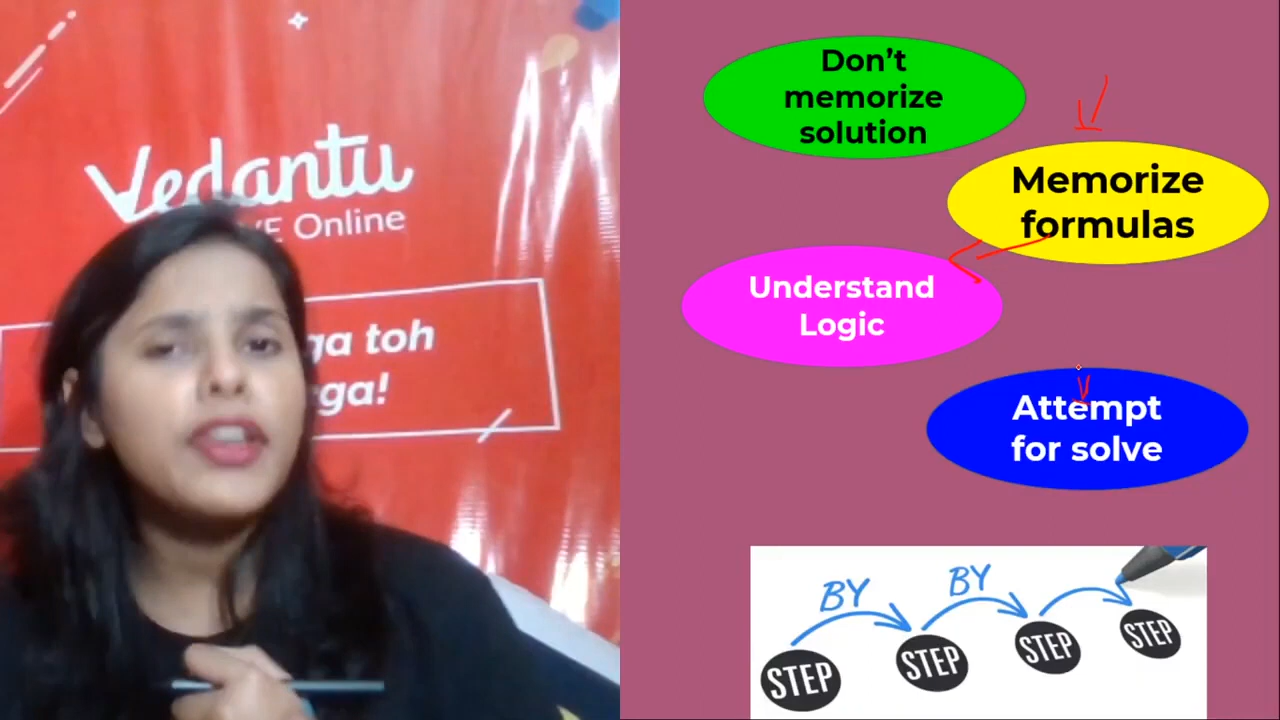 Vedantu
VE Online
ga toh
ga!
Don’t
memorize
solution
Memorize
formulas
Understand
Logic
Attempt
for solve
BY
BY
STEP
STEP
STEP
STEP